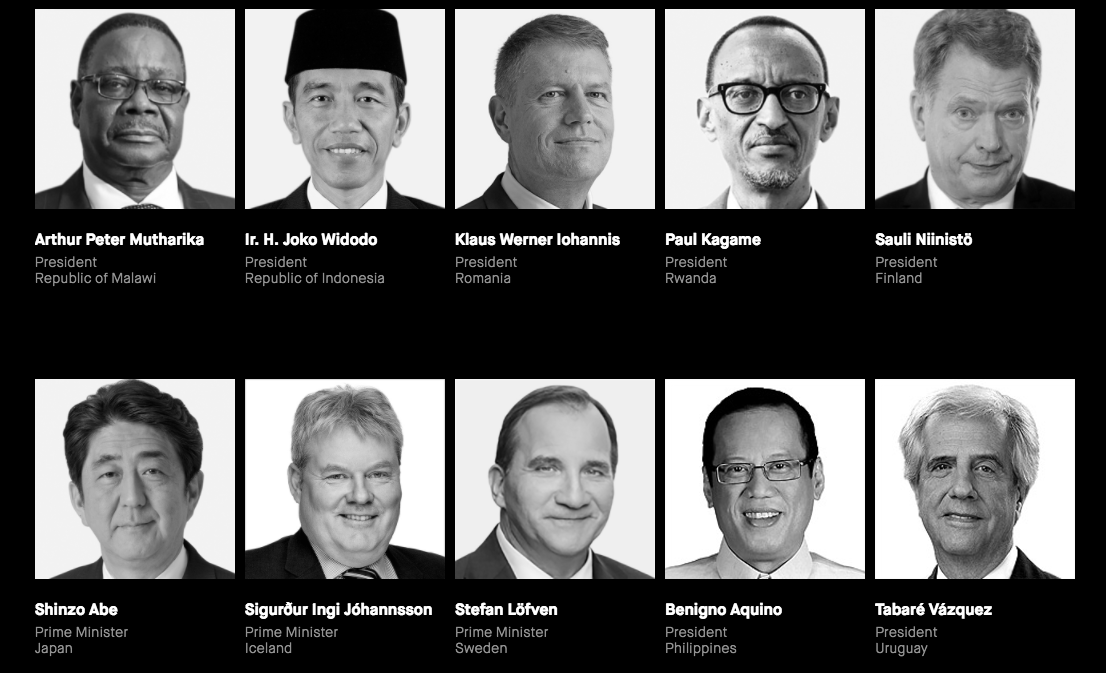 Arthur Peter Mutharika
President
Republic of Malawi
Ir. H. Joko Widodo
President
Republic of Indonesia
Klaus Werner Iohannis
President
Romania
Paul Kagame
President
Rwanda
Sauli Niinistö
President
Finland
Shinzo Abe
Prime Minister
Japan
Sigurður Ingi Jóhannsson
Prime Minister
Iceland
Stefan Löfven
Prime Minister
Sweden
Benigno Aquino
President
Philippines
Tabaré Vázquez
President
Uruguay